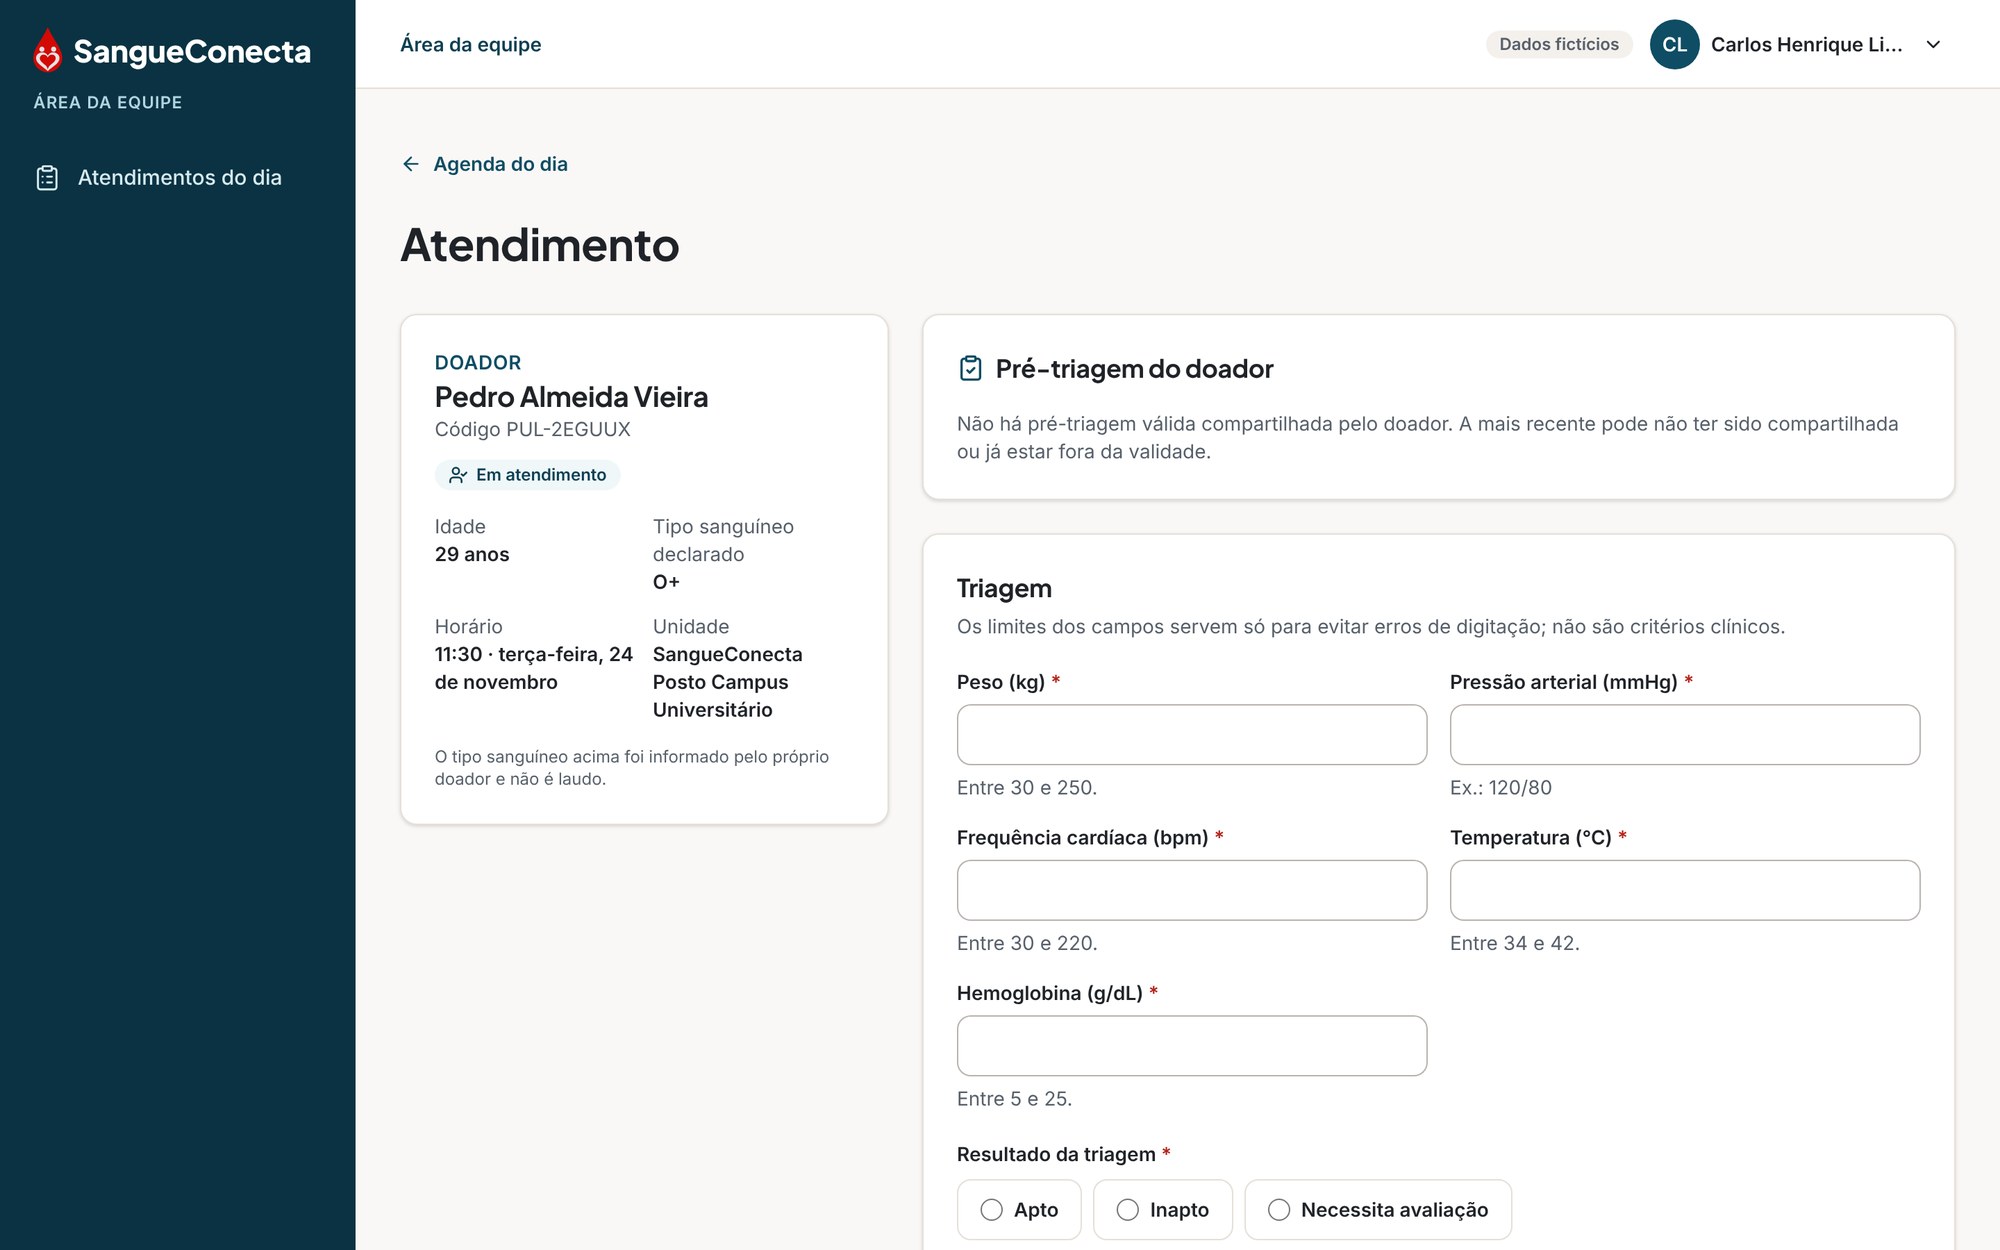 SangueConecta
ÁREA DA EQUIPE
Atendimentos do dia
Área da equipe
Dados fictícios
CL
Carlos Henrique Li...
Agenda do dia
Atendimento
DOADOR
Pedro Almeida Vieira
Código PUL-2EGUUX
Em atendimento
Idade
29 anos
Tipo sanguíneo
declarado
O+
Horário
11:30 · terça-feira, 24
de novembro
Unidade
SangueConecta
Posto Campus
Universitário
O tipo sanguíneo acima foi informado pelo próprio
doador e não é laudo.
Pré-triagem do doador
Não há pré-triagem válida compartilhada pelo doador. A mais recente pode não ter sido compartilhada
ou já estar fora da validade.
Triagem
Os limites dos campos servem só para evitar erros de digitação; não são critérios clínicos.
Peso (kg) *
Entre 30 e 250.
Pressão arterial (mmHg) *
Ex.: 120/80
Frequência cardíaca (bpm) *
Entre 30 e 220.
Temperatura (°C) *
Entre 34 e 42.
Hemoglobina (g/dL) *
Entre 5 e 25.
Resultado da triagem *
Apto
Inapto
Necessita avaliação